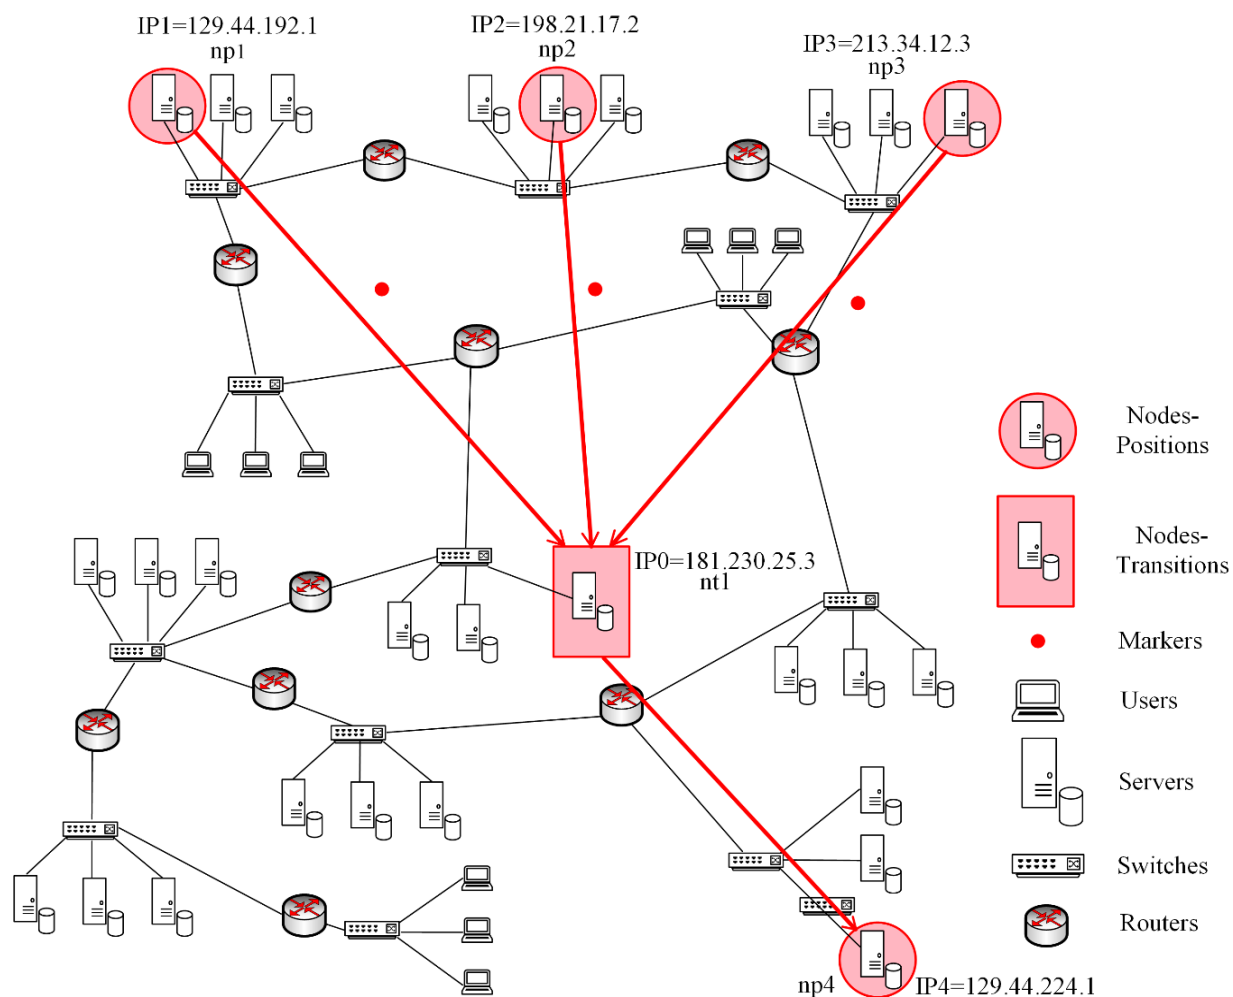 IP1=129.44.192.1
np1
IP2=198.21.17.2
np2
IP3=213.34.12.3
np3
Nodes-
Positions
IP0=181.230.25.3
nt1
Nodes-
Transitions
Markers
Users
Servers
Switches
Routers
np4
IP4=129.44.224.1